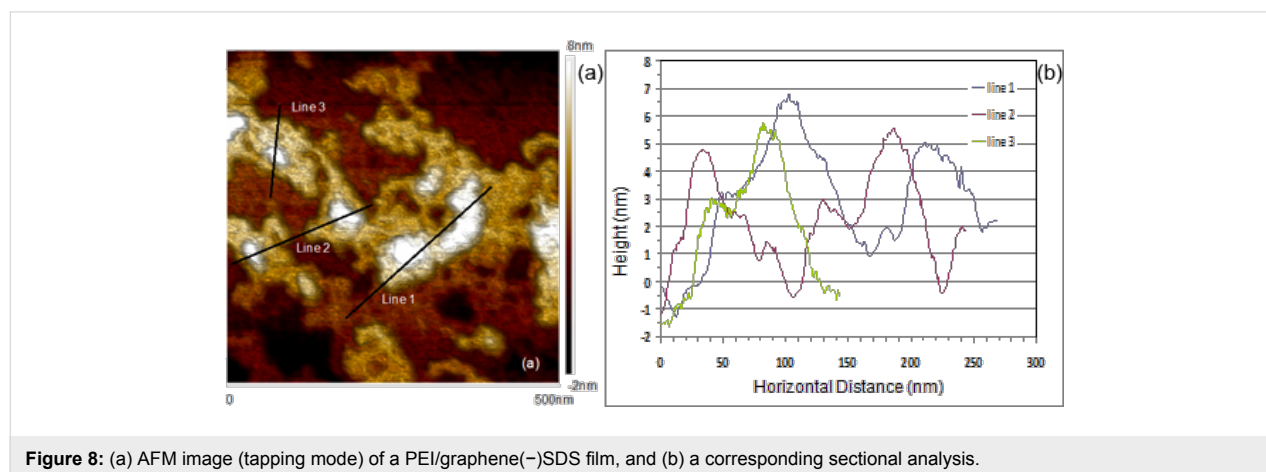 8nm
(a)
Line 3
Line 2
Line 1
(a)
-2nm
0
500nm
(b)
8
7
6
5
4
3
2
1
0
-1
-2
Height (nm)
line 1
line 2
line 3
0
50
100
150
200
250
300
Horizontal Distance (nm)
Figure 8: (a) AFM image (tapping mode) of a PEI/graphene(−)SDS film, and (b) a corresponding sectional analysis.